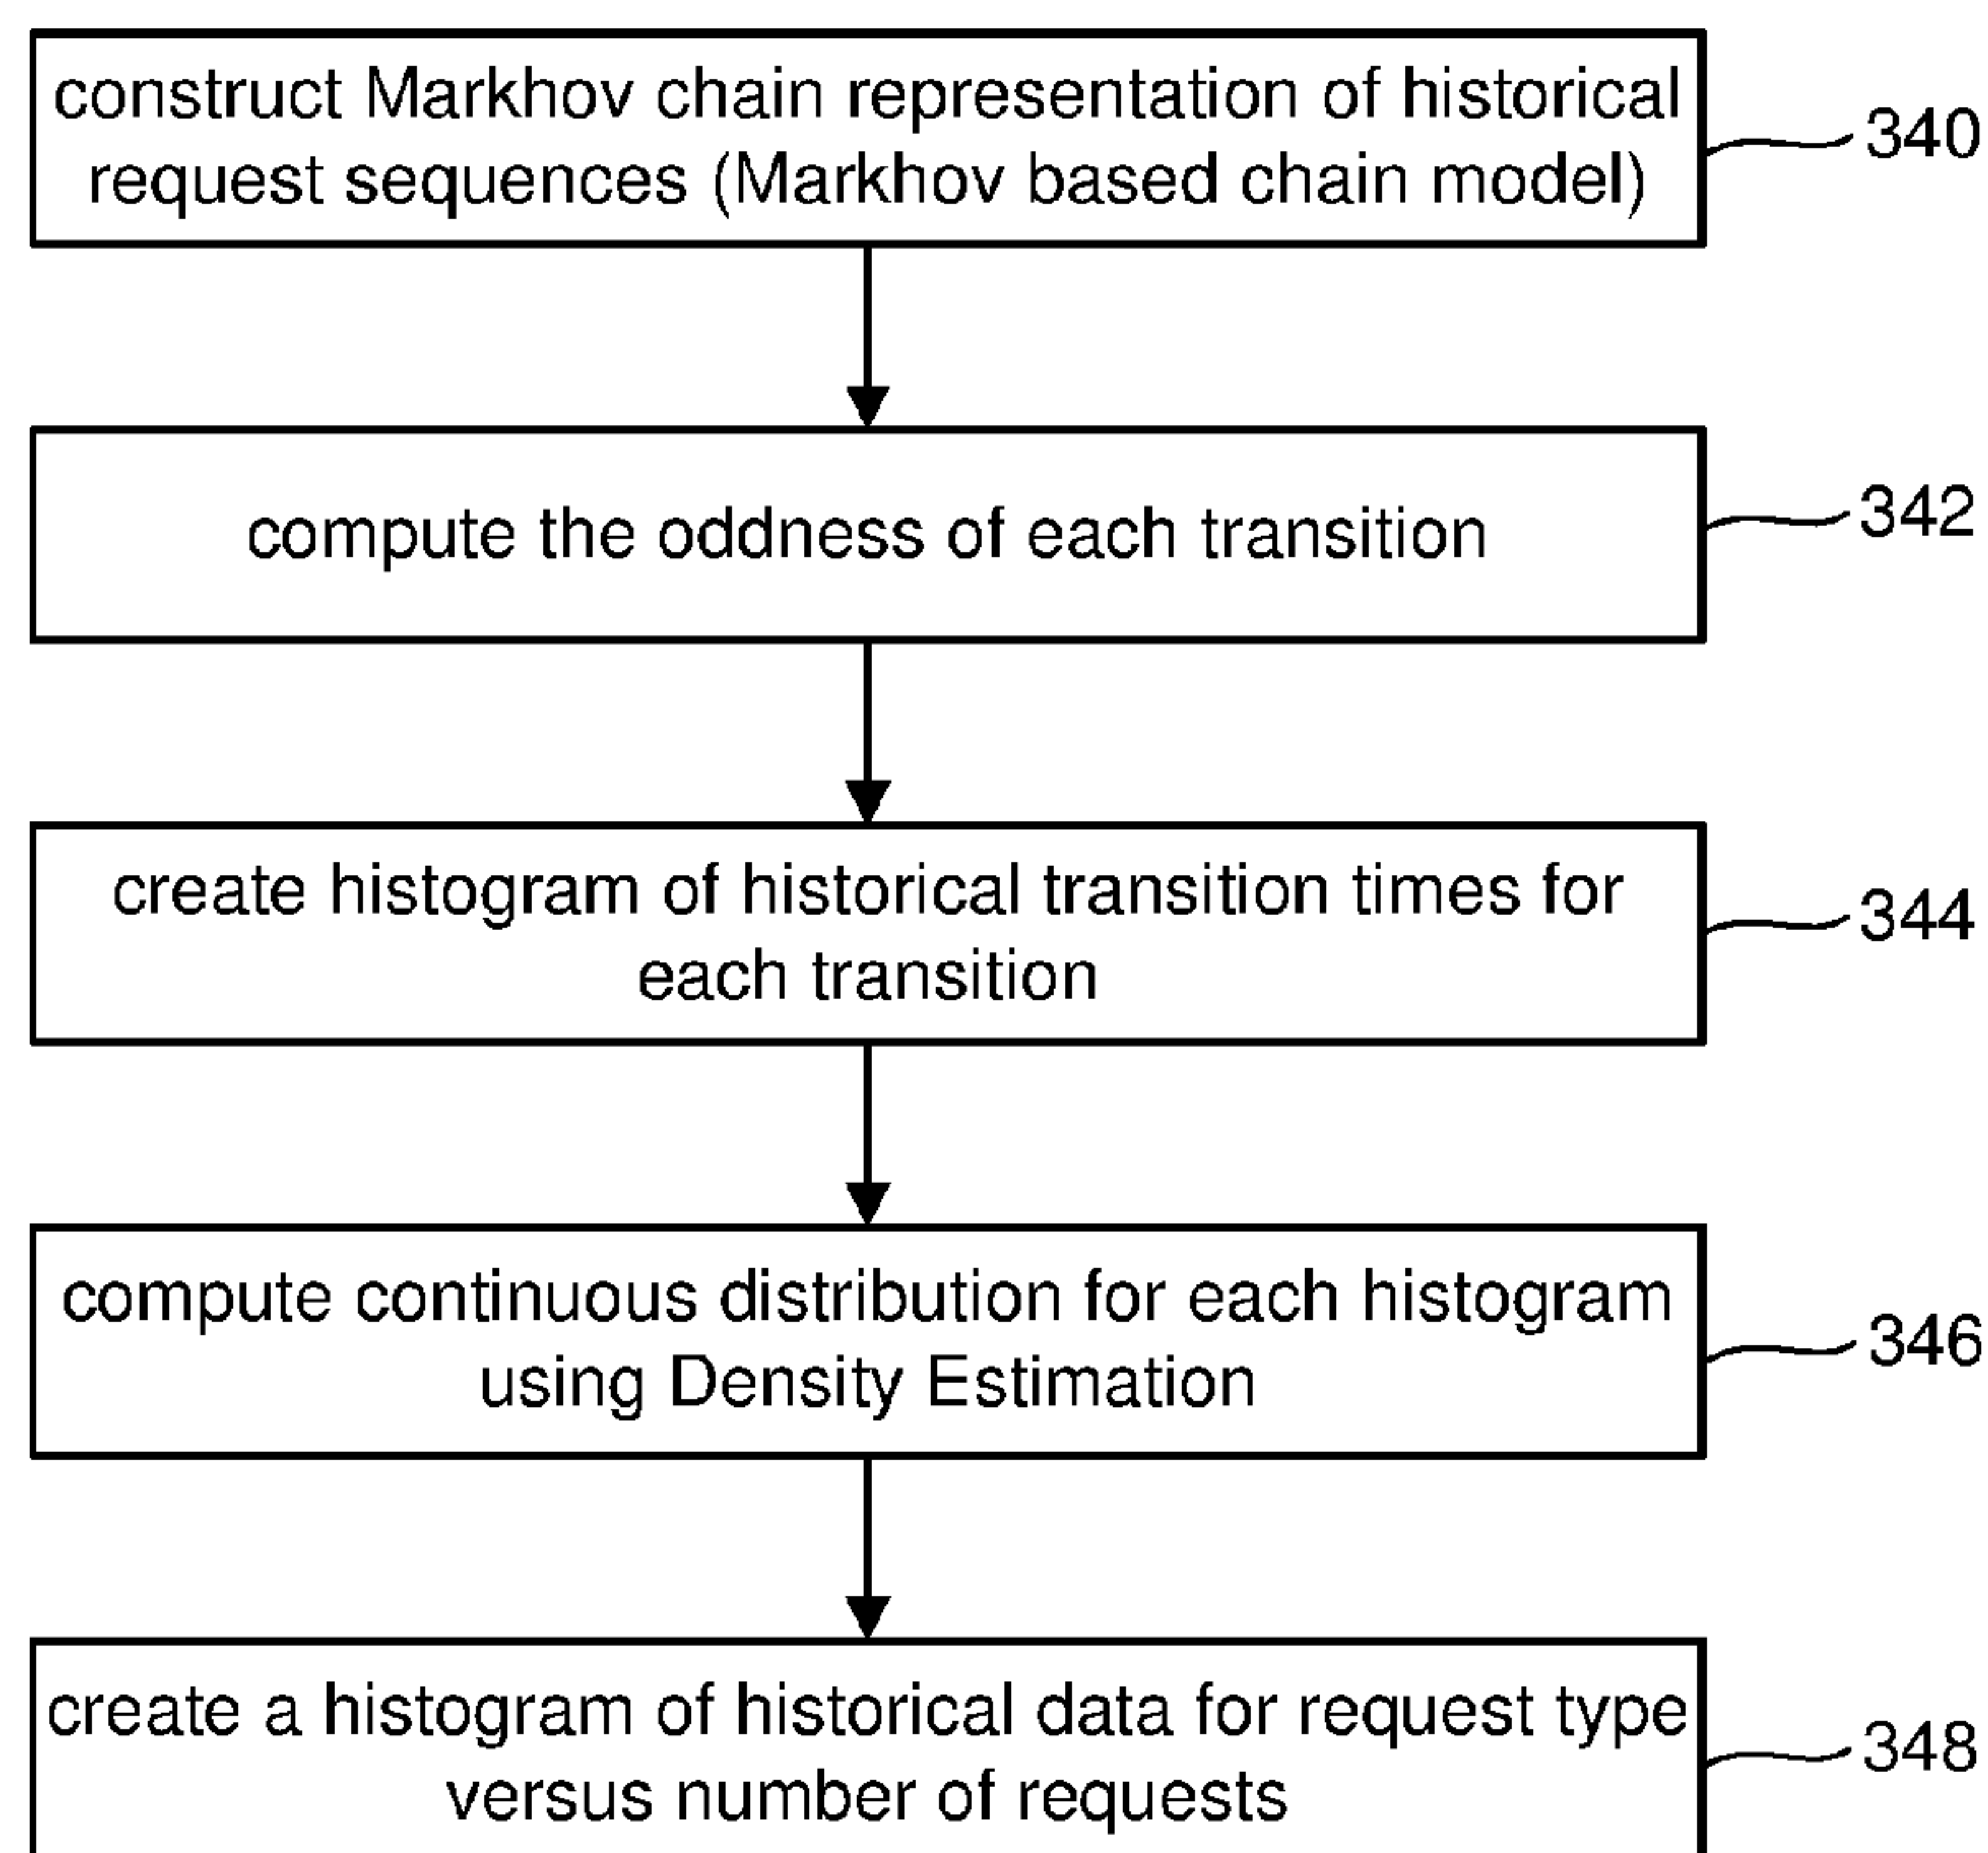 construct Markhov chain representation of historical
request sequences (Markhov based chain model)
340
compute the oddness of each transition
342
create histogram of historical transition times for
each transition
344
compute continuous distribution for each histogram
using Density Estimation
346
create a histogram of historical data for request type
versus number of requests
348